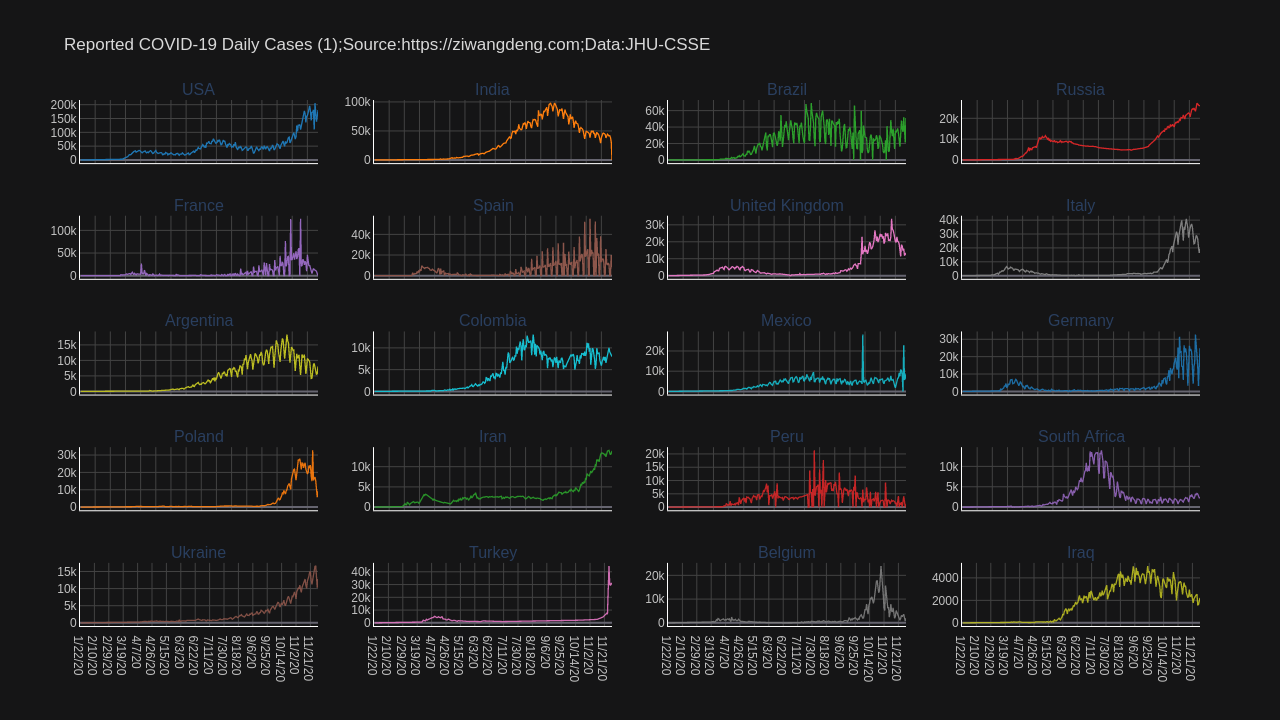 Reported COVID-19 Daily Cases (1);Source:https://ziwangdeng.com;Data:JHU-CSSE
USA
200k
150k
100k
50k
0
India
100k
50k
0
Brazil
60k
40k
20k
0
Russia
20k
10k
0
France
100k
50k
0
Spain
40k
20k
0
United Kingdom
30k
20k
10k
0
Italy
40k
30k
20k
10k
0
Argentina
15k
10k
5k
0
Colombia
10k
5k
0
Mexico
20k
10k
0
Germany
30k
20k
10k
0
Poland
30k
20k
10k
0
Iran
10k
5k
0
Peru
20k
15k
10k
5k
0
South Africa
10k
5k
0
Ukraine
15k
10k
5k
0
1/22/20
2/10/20
2/29/20
3/19/20
4/7/20
4/26/20
5/15/20
6/3/20
6/22/20
7/11/20
7/30/20
8/18/20
9/6/20
9/25/20
10/14/20
11/2/20
11/21/20
Turkey
40k
30k
20k
10k
0
1/22/20
2/10/20
2/29/20
3/19/20
4/7/20
4/26/20
5/15/20
6/3/20
6/22/20
7/11/20
7/30/20
8/18/20
9/6/20
9/25/20
10/14/20
11/2/20
11/21/20
Belgium
20k
10k
0
1/22/20
2/10/20
2/29/20
3/19/20
4/7/20
4/26/20
5/15/20
6/3/20
6/22/20
7/11/20
7/30/20
8/18/20
9/6/20
9/25/20
10/14/20
11/2/20
11/21/20
Iraq
4000
2000
0
1/22/20
2/10/20
2/29/20
3/19/20
4/7/20
4/26/20
5/15/20
6/3/20
6/22/20
7/11/20
7/30/20
8/18/20
9/6/20
9/25/20
10/14/20
11/2/20
11/21/20